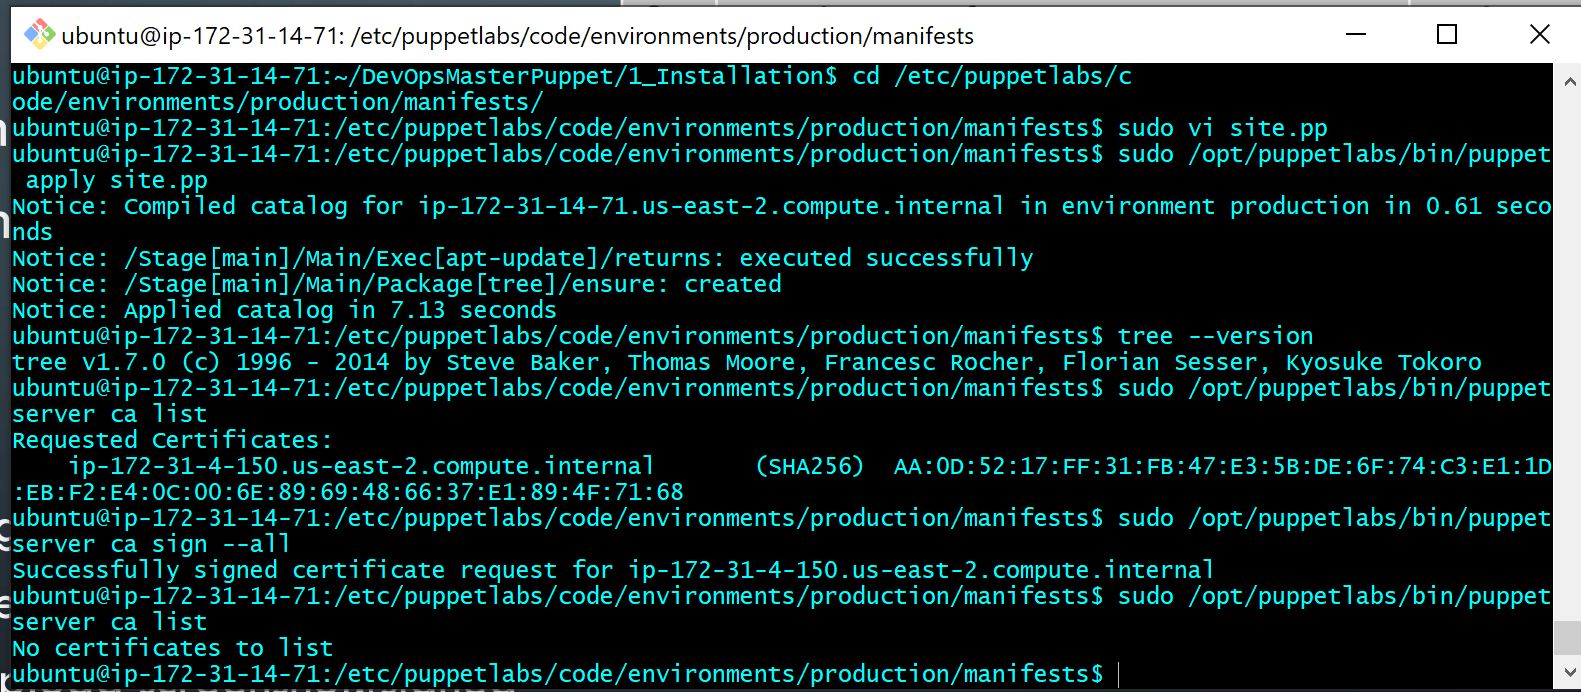 ubuntu@ip-172-31-14-71: /etc/puppetlabs/code/environments/production/manifests
ubuntu@ip-172-31-14-71:~/DevOpsMasterPuppet/1_Installation$ cd /etc/puppetlabs/c
ode/environments/production/manifests/
ubuntu@ip-172-31-14-71:/etc/puppetlabs/code/environments/production/manifests$ sudo vi site.pp
ubuntu@ip-172-31-14-71:/etc/puppetlabs/code/environments/production/manifests$ sudo /opt/puppetlabs/bin/puppet
 apply site.pp
Notice: Compiled catalog for ip-172-31-14-71.us-east-2.compute.internal in environment production in 0.61 seco
nds
Notice: /Stage[main]/Main/Exec[apt-update]/returns: executed successfully
Notice: /Stage[main]/Main/Package[tree]/ensure: created
Notice: Applied catalog in 7.13 seconds
ubuntu@ip-172-31-14-71:/etc/puppetlabs/code/environments/production/manifests$ tree --version
tree v1.7.0 (c) 1996 - 2014 by Steve Baker, Thomas Moore, Francesc Rocher, Florian Sesser, Kyosuke Tokoro
ubuntu@ip-172-31-14-71:/etc/puppetlabs/code/environments/production/manifests$ sudo /opt/puppetlabs/bin/puppet
server ca list
Requested Certificates:
    ip-172-31-4-150.us-east-2.compute.internal       (SHA256)  AA:0D:52:17:FF:31:FB:47:E3:5B:DE:6F:74:C3:E1:1D
:EB:F2:E4:0C:00:6E:89:69:48:66:37:E1:89:4F:71:68
ubuntu@ip-172-31-14-71:/etc/puppetlabs/code/environments/production/manifests$ sudo /opt/puppetlabs/bin/puppet
server ca sign --all
Successfully signed certificate request for ip-172-31-4-150.us-east-2.compute.internal
ubuntu@ip-172-31-14-71:/etc/puppetlabs/code/environments/production/manifests$ sudo /opt/puppetlabs/bin/puppet
server ca list
No certificates to list
ubuntu@ip-172-31-14-71:/etc/puppetlabs/code/environments/production/manifests$